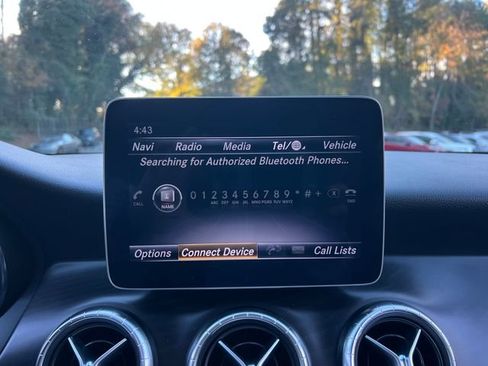 4:43
Navi Radio Media Tel/ Vehicle
Searching for Authorized Bluetooth Phones...
0 1 2 3 4 5 6 7 8 9 * # +
ABC DEF GHI JKL MNO PQRS TUV WXYZ
CALL NAME END
Options Connect Device Call Lists